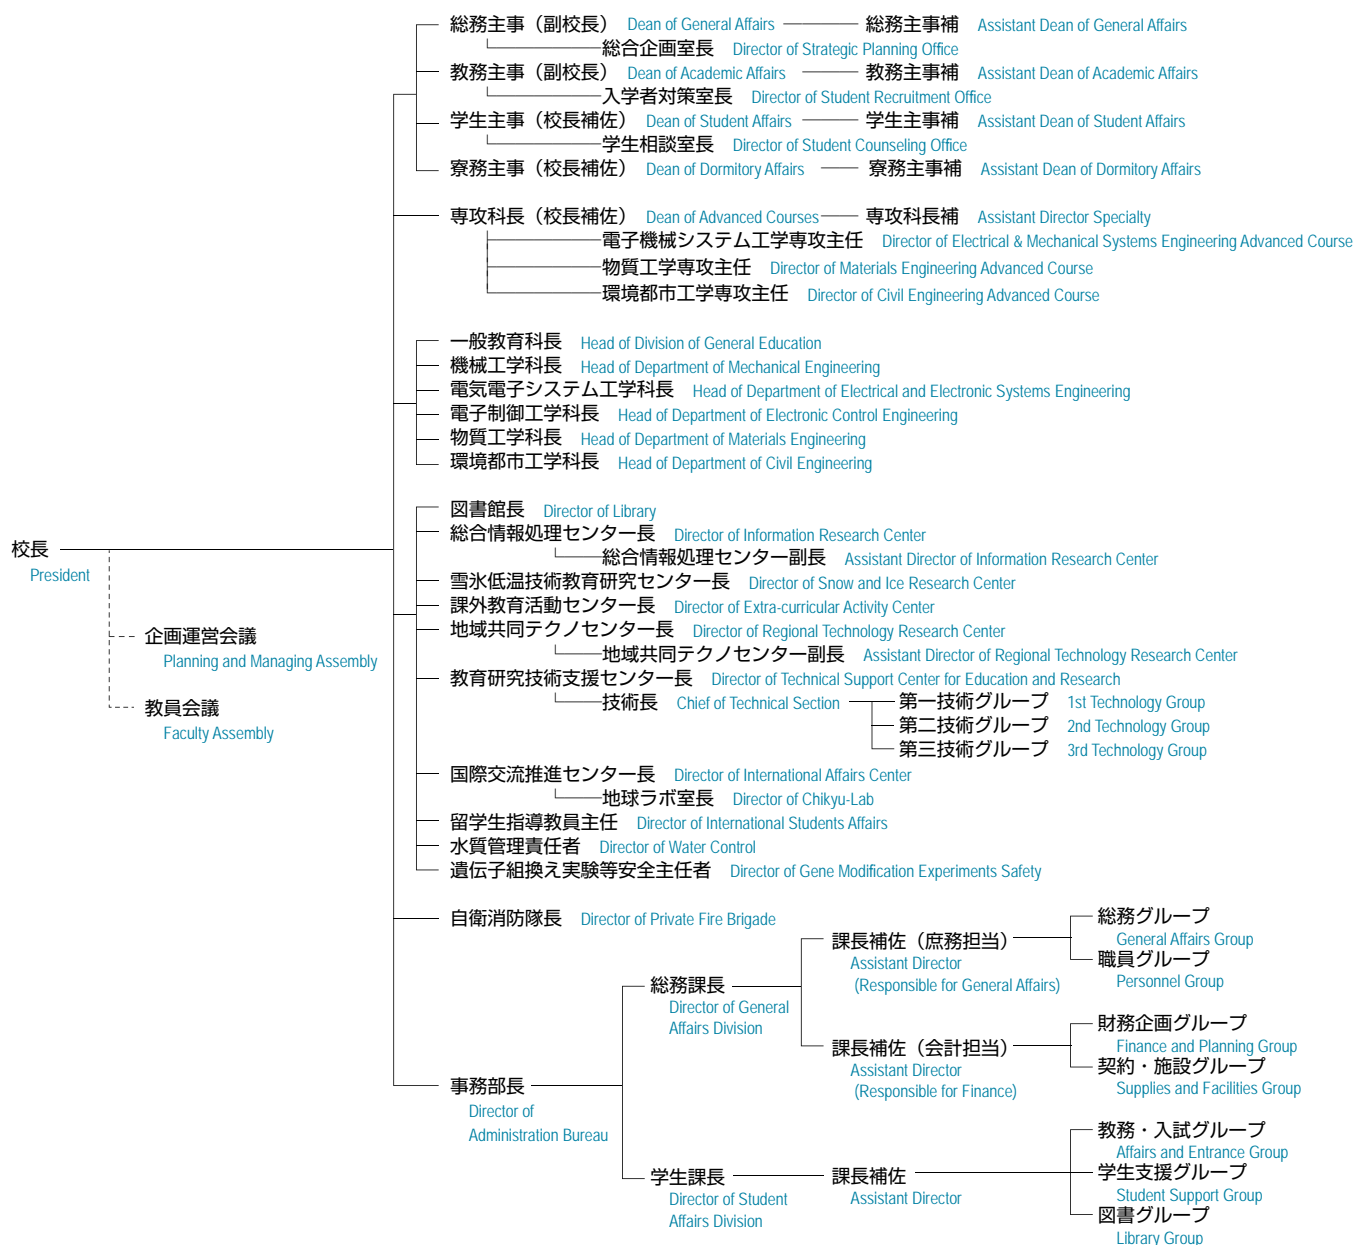 総務主事（副校長） Dean of General Affairs 総務主事補 Assistant Dean of General Affairs
総合企画室長 Director of Strategic Planning Office
教務主事（副校長） Dean of Academic Affairs 教務主事補 Assistant Dean of Academic Affairs
入学者対策室長 Director of Student Recruitment Office
学生主事（校長補佐） Dean of Student Affairs 学生主事補 Assistant Dean of Student Affairs
学生相談室長 Director of Student Counseling Office
寮務主事（校長補佐） Dean of Dormitory Affairs 寮務主事補 Assistant Dean of Dormitory Affairs
専攻科長（校長補佐） Dean of Advanced Courses 専攻科長補 Assistant Director Specialty
電子機械システム工学専攻主任 Director of Electrical & Mechanical Systems Engineering Advanced Course
物質工学専攻主任 Director of Materials Engineering Advanced Course
環境都市工学専攻主任 Director of Civil Engineering Advanced Course
一般教育科長 Head of Division of General Education
機械工学科長 Head of Department of Mechanical Engineering
電気電子システム工学科長 Head of Department of Electrical and Electronic Systems Engineering
電子制御工学科長 Head of Department of Electronic Control Engineering
物質工学科長 Head of Department of Materials Engineering
環境都市工学科長 Head of Department of Civil Engineering
図書館長 Director of Library
総合情報処理センター長 Director of Information Research Center
総合情報処理センター副長 Assistant Director of Information Research Center
雪氷低温技術教育研究センター長 Director of Snow and Ice Research Center
課外教育活動センター長 Director of Extra-curricular Activity Center
地域共同テクノセンター長 Director of Regional Technology Research Center
地域共同テクノセンター副長 Assistant Director of Regional Technology Research Center
教育研究技術支援センター長 Director of Technical Support Center for Education and Research
技術長 Chief of Technical Section 第一技術グループ 1st Technology Group
第二技術グループ 2nd Technology Group
第三技術グループ 3rd Technology Group
国際交流推進センター長 Director of International Affairs Center
地球ラボ室長 Director of Chikyu-Lab
留学生指導教員主任 Director of International Students Affairs
水質管理責任者 Director of Water Control
遺伝子組換え実験等安全主任者 Director of Gene Modification Experiments Safety
校長
President
企画運営会議
Planning and Managing Assembly
教員会議
Faculty Assembly
自衛消防隊長 Director of Private Fire Brigade
事務部長
Director of
Administration Bureau
総務課長
Director of General
Affairs Division
課長補佐（庶務担当）
Assistant Director
(Responsible for General Affairs)
総務グループ
General Affairs Group
職員グループ
Personnel Group
課長補佐（会計担当）
Assistant Director
(Responsible for Finance)
財務企画グループ
Finance and Planning Group
契約・施設グループ
Supplies and Facilities Group
学生課長
Director of Student
Affairs Division
課長補佐
Assistant Director
教務・入試グループ
Affairs and Entrance Group
学生支援グループ
Student Support Group
図書グループ
Library Group